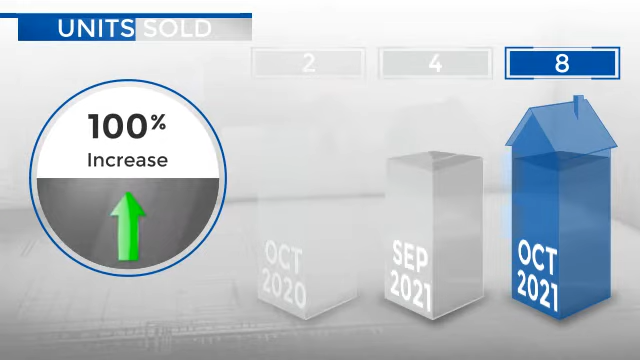 UNITS SOLD
2
4
8
100%
Increase
OCT
2020
SEP
2021
OCT
2021